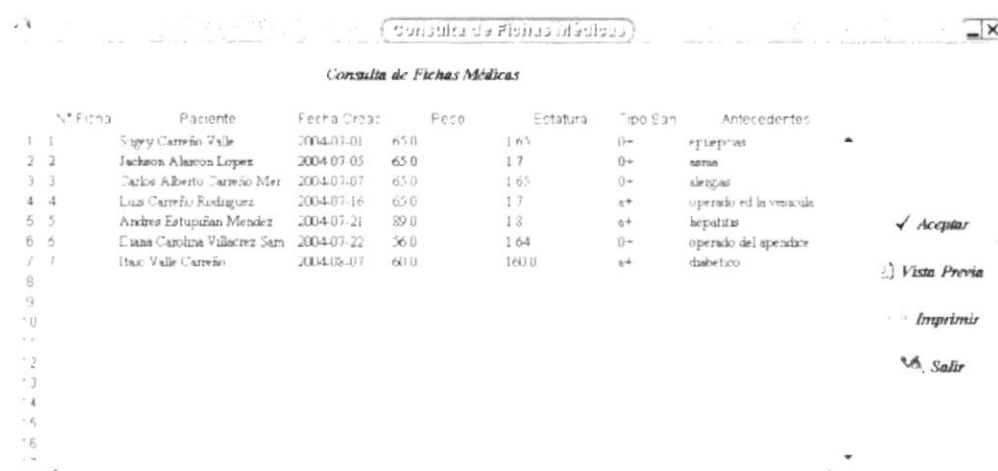 Consulta de Fichas Médicas
Consulta de Fichas Médicas
N° Ficha Paciente Fecha Creac Peso Estatura Tipo San Antecedentes
1 1 Sugey Carreño Valle 2004-07-01 65.0 1.65 0+
2 2 Jackson Alarcon Lopez 2004-07-05 65.0 1.7 0+ asma
3 3 Carlos Alberto Carreño Mer 2004-07-07 65.0 1.65 0+ alergias
4 4 Luis Carreño Rodriguez 2004-07-16 65.0 1.7 a+ operado ed la vesicula
5 5 Andres Estupiñan Mendez 2004-07-21 89.0 1.8 a+ hepatitis
6 6 Diana Carolina Villacrez Sam 2004-07-22 56.0 1.64 0+ operado del apendice
7 7 Valle Carreño 2004-08-07 60.0 160.0 a+ diabetico
8
9
10
12
13
14
15
16
Aceptar
Vista Previa
Imprimir
Salir